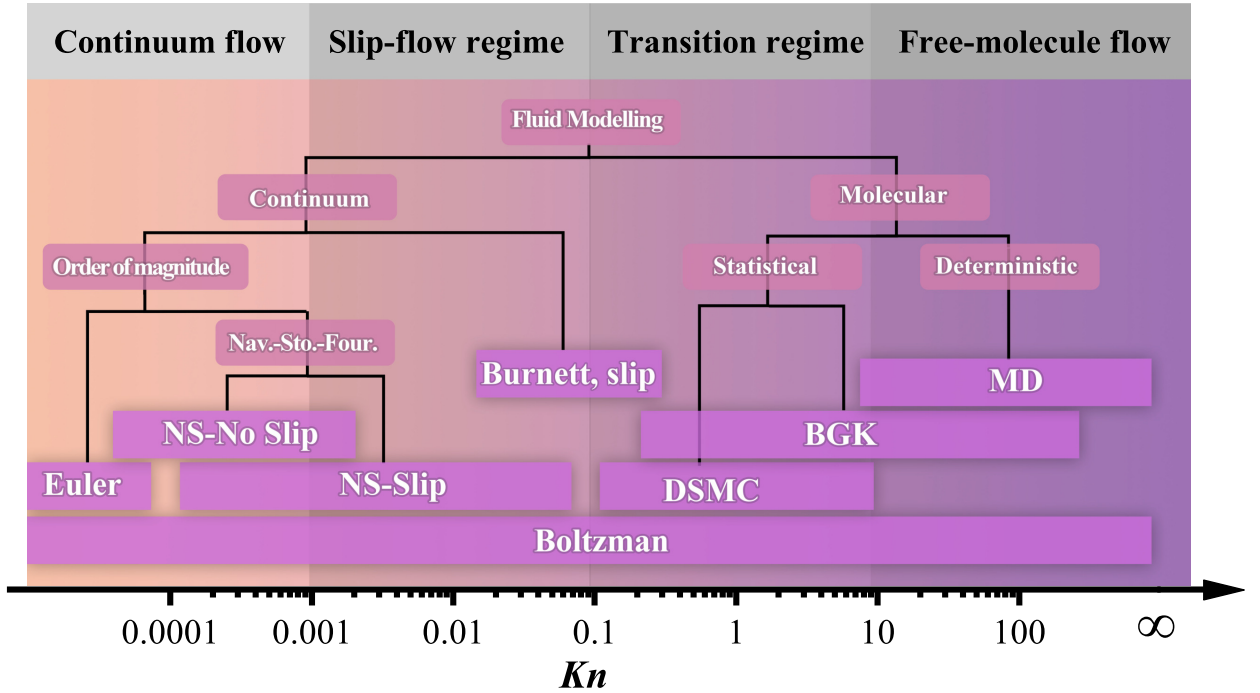 Continuum flow
Slip-flow regime
Transition regime
Free-molecule flow
Fluid Modelling
Continuum
Molecular
Order of magnitude
Statistical
Deterministic
Nav.-Sto.-Four.
Burnett, slip
MD
NS-No Slip
BGK
Euler
NS-Slip
DSMC
Boltzman
0.0001
0.001
0.01
0.1
1
10
100
∞
Kn